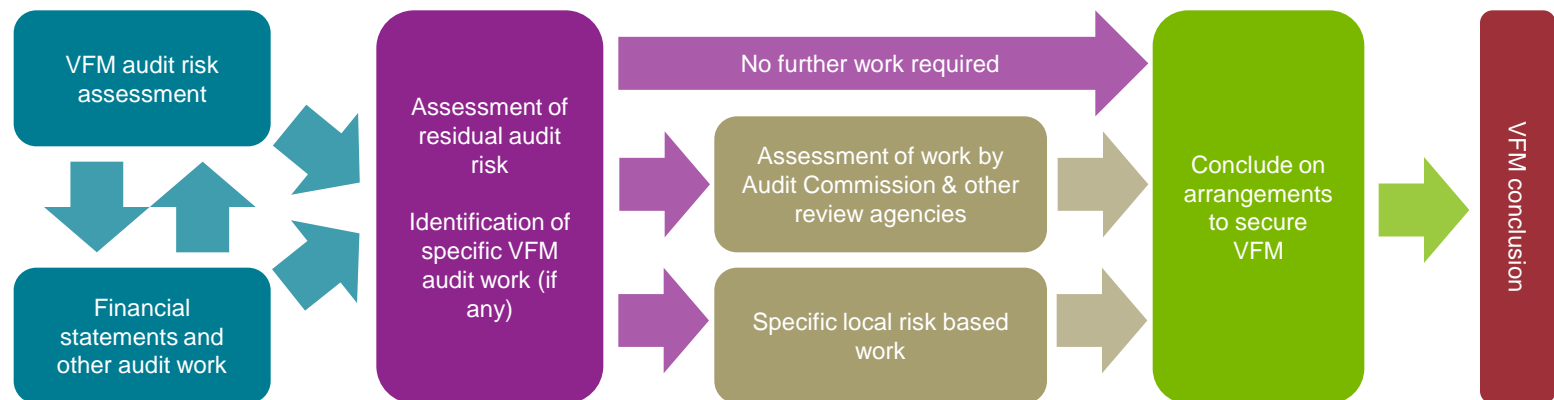 VFM audit risk
assessment
Financial
statements and
other audit work
Assessment of
residual audit
risk
Identification of
specific VFM
audit work (if
any)
No further work required
Assessment of work by
Audit Commission & other
review agencies
Specific local risk based
work
Conclude on
arrangements
to secure
VFM
VFM conclusion